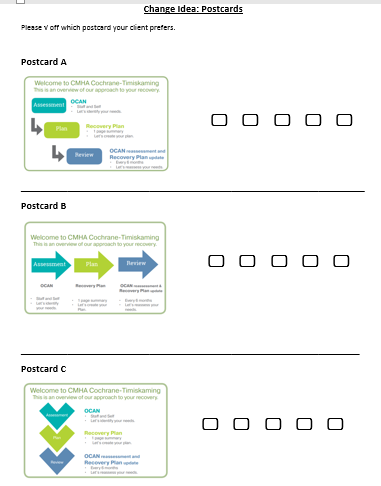 Change Idea: Postcards
Please √ off which postcard your client prefers.
Postcard A
Welcome to CMHA Cochrane-Timiskaming
This is an overview of our approach to your recovery.
Assessment
OCAN
Staff and Self
Let's identify your needs
Plan
Recovery Plan
1 page summary
Let's create your plan.
Review
OCAN reassessment and
Recovery Plan update
Every 6 months
Let's reassess your needs
Postcard B
Welcome to CMHA Cochrane-Timiskaming
This is an overview of our approach to your recovery.
Assessment
Plan
Review
OCAN
Recovery Plan
OCAN reassessment &
Recovery Plan update
Staff and Self
Let's identify
your needs.
1 page summary
Let's create your
Plan.
Every 6 months
Let's reassess your
needs.
Postcard C
Welcome to CMHA Cochrane-Timiskaming
This is an overview of our approach to your recovery.
Assessment
OCAN
Staff and Self
Let's identify your needs
Plan
Recovery Plan
1 page summary
Let's create your plan.
Review
OCAN reassessment and
Recovery Plan update
Every 6 months
Let's reassess your needs.